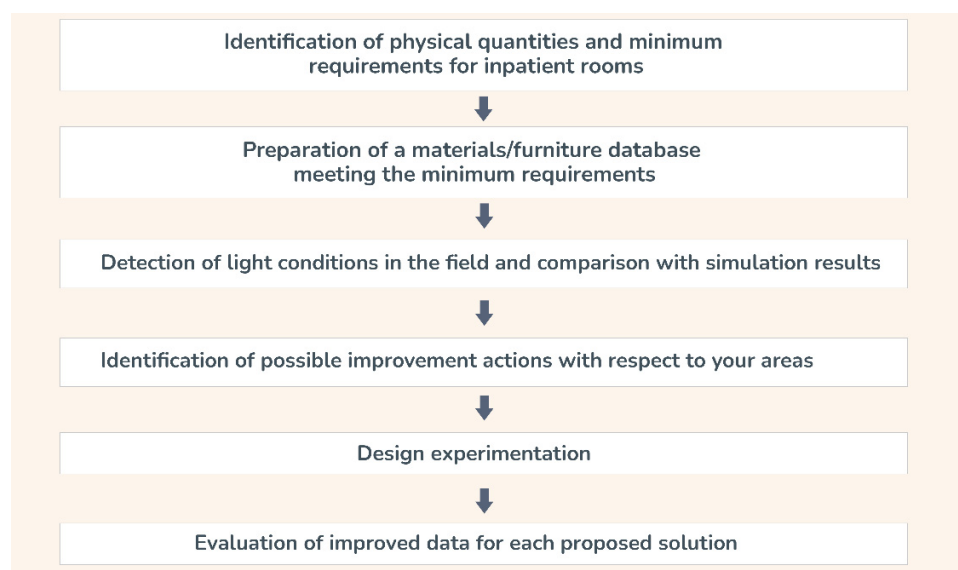 Identification of physical quantities and minimum
requirements for inpatient rooms
Preparation of a materials/furniture database
meeting the minimum requirements
Detection of light conditions in the field and comparison with simulation results
Identification of possible improvement actions with respect to your areas
Design experimentation
Evaluation of improved data for each proposed solution